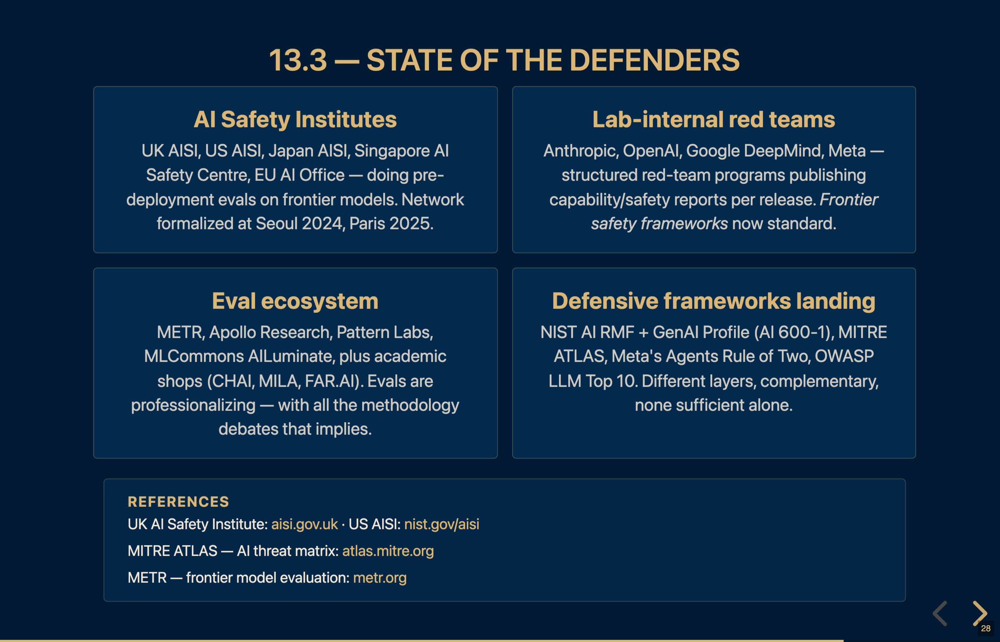 13.3 — STATE OF THE DEFENDERS
AI Safety Institutes
UK AISI, US AISI, Japan AISI, Singapore AI
Safety Centre, EU AI Office — doing pre-
deployment evals on frontier models. Network
formalized at Seoul 2024, Paris 2025.
Lab-internal red teams
Anthropic, OpenAI, Google DeepMind, Meta —
structured red-team programs publishing
capability/safety reports per release. Frontier
safety frameworks now standard.
Eval ecosystem
METR, Apollo Research, Pattern Labs,
MLCommons AILuminate, plus academic
shops (CHAI, MILA, FAR.AI). Evals are
professionalizing — with all the methodology
debates that implies.
Defensive frameworks landing
NIST AI RMF + GenAI Profile (AI 600-1), MITRE
ATLAS, Meta's Agents Rule of Two, OWASP
LLM Top 10. Different layers, complementary,
none sufficient alone.
REFERENCES
UK AI Safety Institute: aisi.gov.uk · US AISI: nist.gov/aisi
MITRE ATLAS — AI threat matrix: atlas.mitre.org
METR — frontier model evaluation: metr.org
28